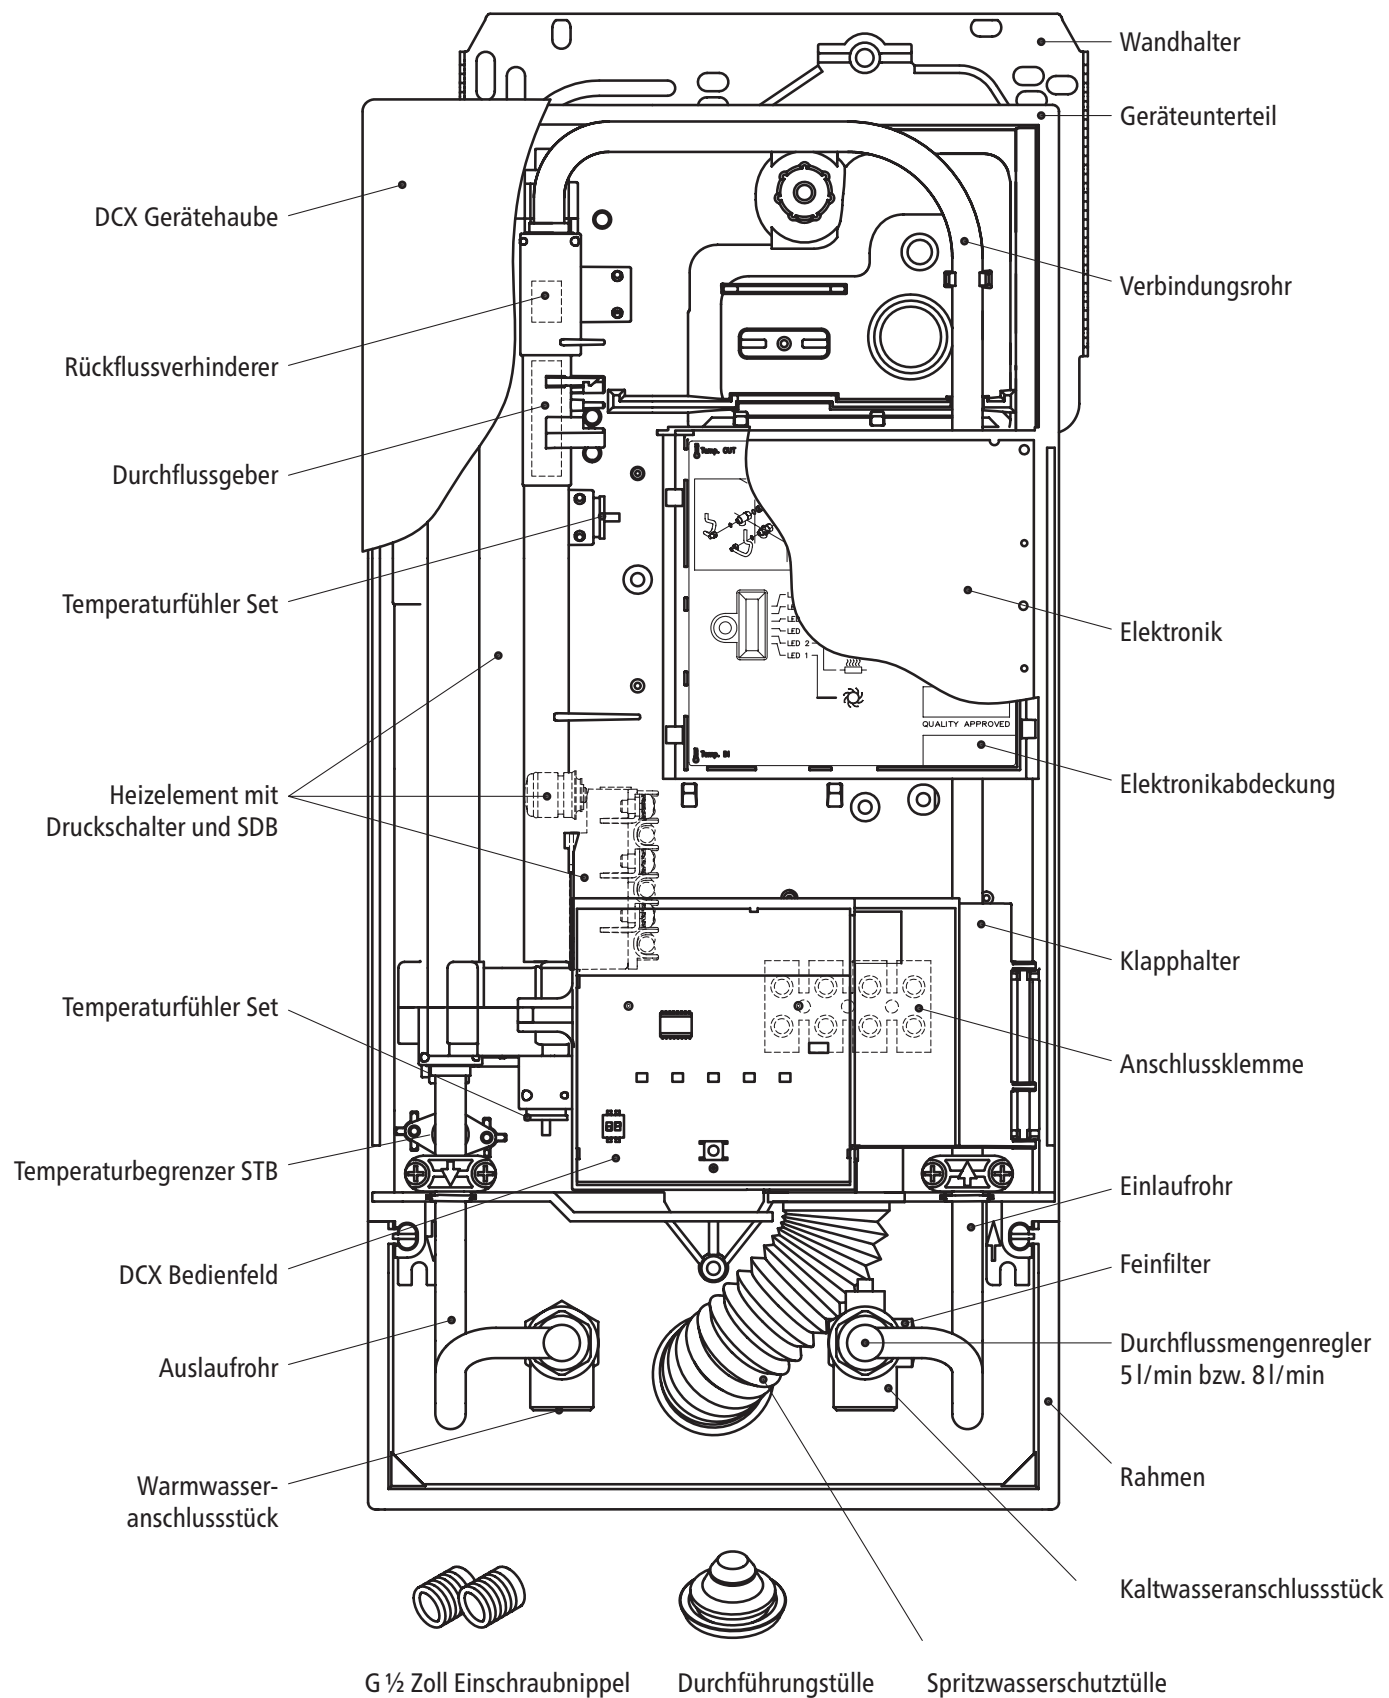 Wandhalter
Geräteunterteil
DCX Gerätehaube
Verbindungsrohr
Rückflussverhinderer
Durchflussgeber
Temp. OUT
Temperaturfühler Set
Elektronik
LED
LED
LED 2
LED 1
QUALITY APPROVED
Temp. IN
Elektronikabdeckung
Heizelement mit
Druckschalter und SDB
Klapphalter
Temperaturfühler Set
Anschlussklemme
Temperaturbegrenzer STB
Einlaufrohr
DCX Bedienfeld
Feinfilter
Auslaufrohr
Durchflussmengenregler
5 l/min bzw. 8 l/min
Warmwasser-
anschlussstück
Rahmen
Kaltwasseranschlussstück
G ½ Zoll Einschraubnippel
Durchführungstülle
Spritzwasserschutztülle